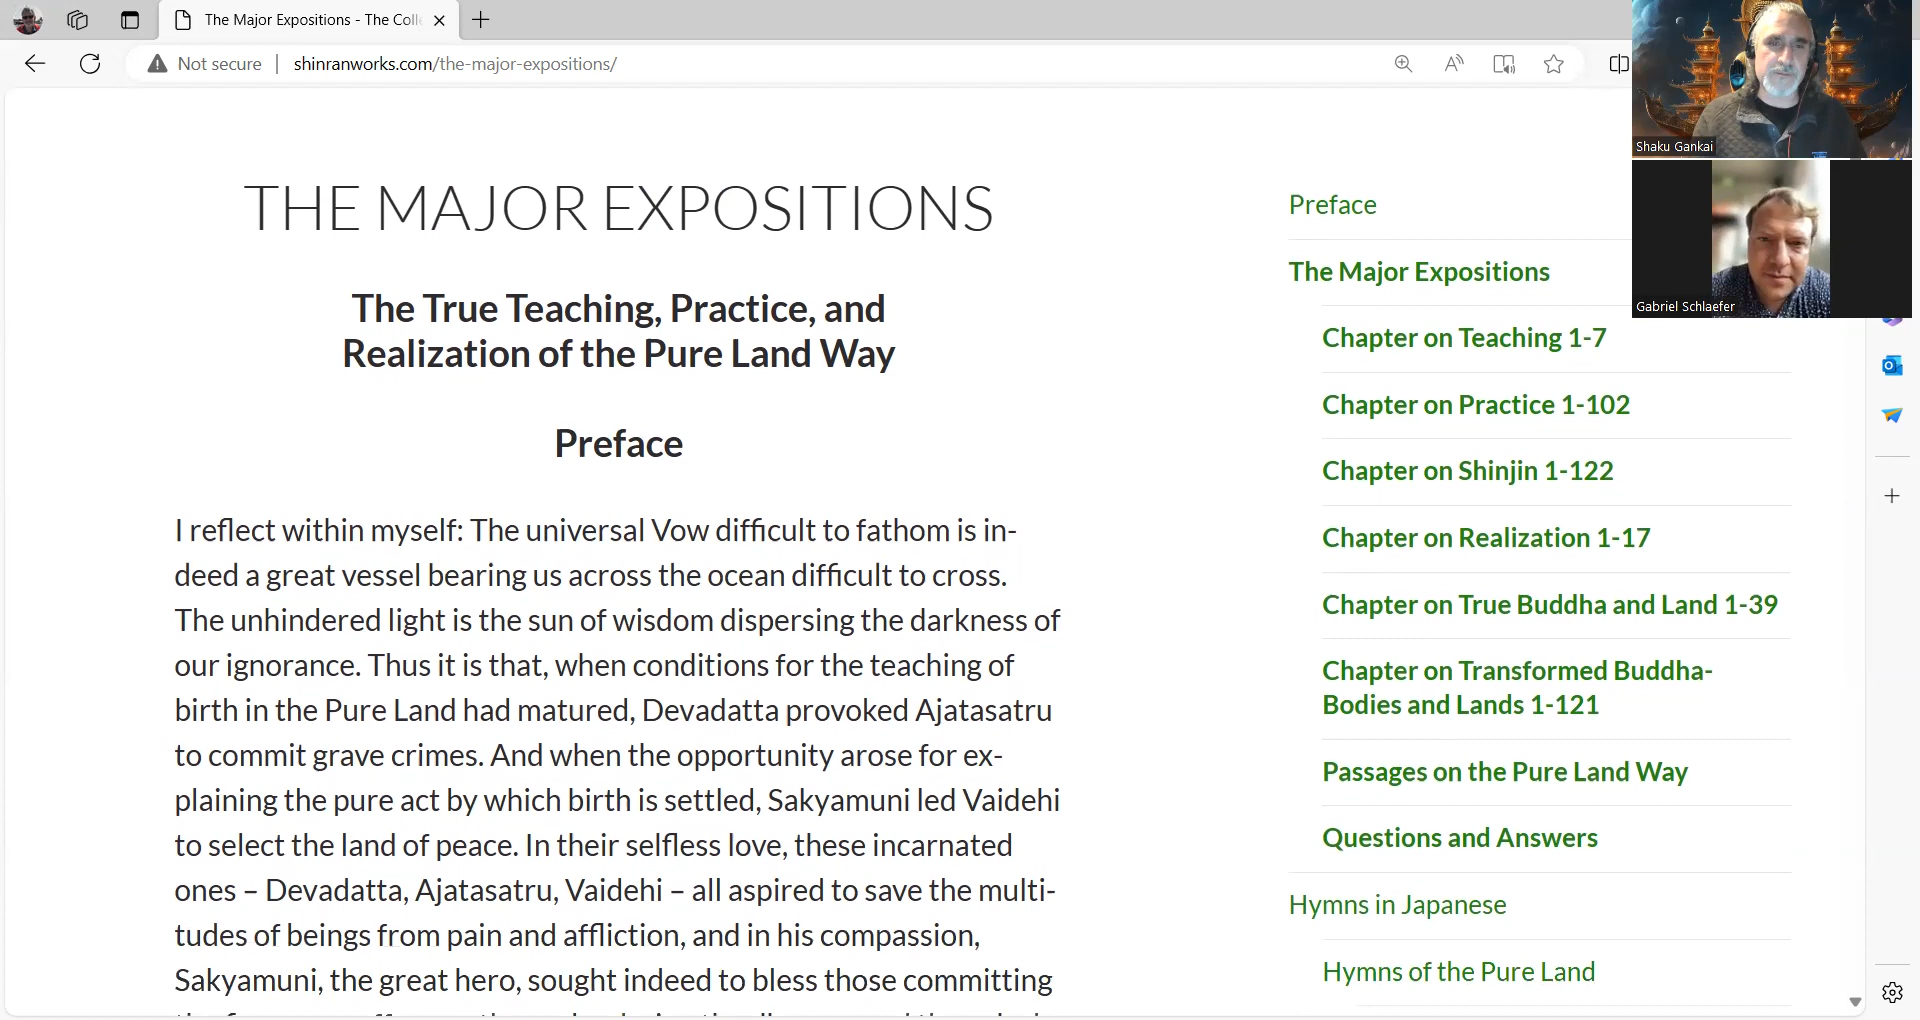 The Major Expositions - The Colle
Not secure
shinranworks.com/the-major-expositions/
Shaku Gankai
Gabriel Schlaefer
THE MAJOR EXPOSITIONS
The True Teaching, Practice, and
Realization of the Pure Land Way
Preface
I reflect within myself: The universal Vow difficult to fathom is in-
deed a great vessel bearing us across the ocean difficult to cross.
The unhindered light is the sun of wisdom dispersing the darkness of
our ignorance. Thus it is that, when conditions for the teaching of
birth in the Pure Land had matured, Devadatta provoked Ajatasatru
to commit grave crimes. And when the opportunity arose for ex-
plaining the pure act by which birth is settled, Sakyamuni led Vaidehi
to select the land of peace. In their selfless love, these incarnated
ones – Devadatta, Ajatasatru, Vaidehi – all aspired to save the multi-
tudes of beings from pain and affliction, and in his compassion,
Sakyamuni, the great hero, sought indeed to bless those committing
Preface
The Major Expositions
Chapter on Teaching 1-7
Chapter on Practice 1-102
Chapter on Shinjin 1-122
Chapter on Realization 1-17
Chapter on True Buddha and Land 1-39
Chapter on Transformed Buddha-
Bodies and Lands 1-121
Passages on the Pure Land Way
Questions and Answers
Hymns in Japanese
Hymns of the Pure Land